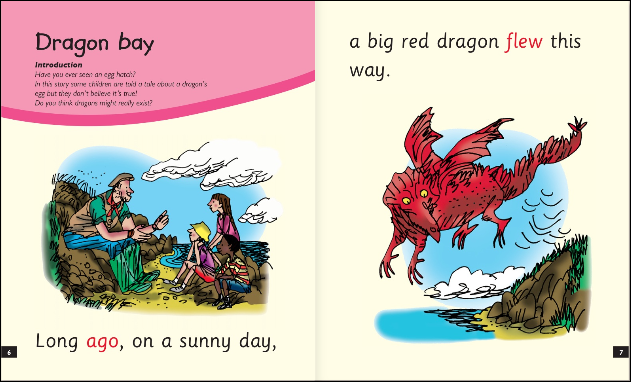 Dragon bay
Introduction
Have you ever seen an egg hatch?
In this story some children are told a tale about a dragon's
egg but they don't believe it's true!
Do you think dragons might really exist?
Long ago, on a sunny day,
6
a big red dragon flew this
way.
7